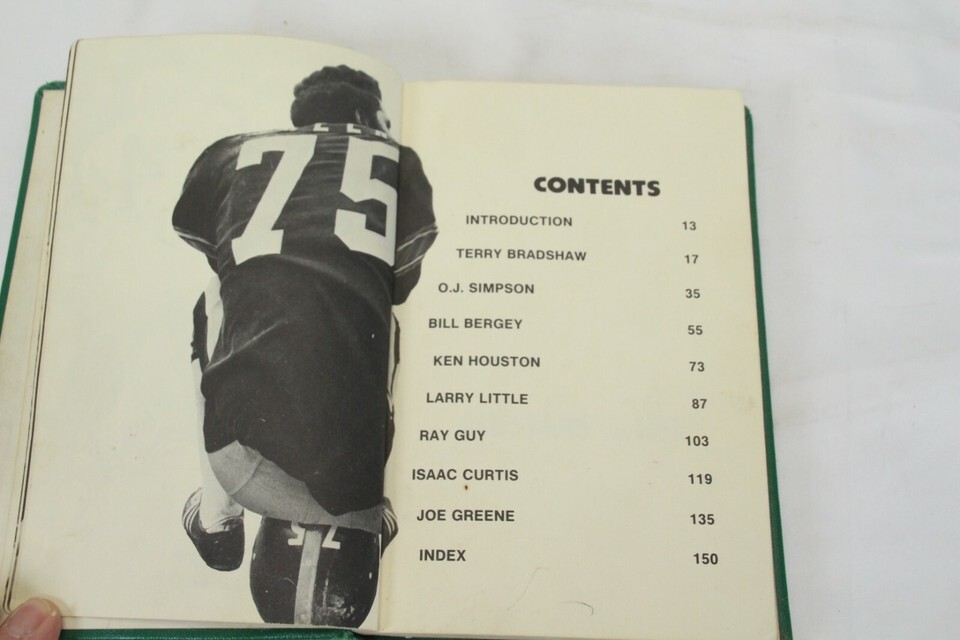 75
75
CONTENTS
INTRODUCTION 13
TERRY BRADSHAW 17
O.J. SIMPSON 35
BILL BERGEY 55
KEN HOUSTON 73
LARRY LITTLE 87
RAY GUY 103
ISAAC CURTIS 119
JOE GREENE 135
INDEX 150